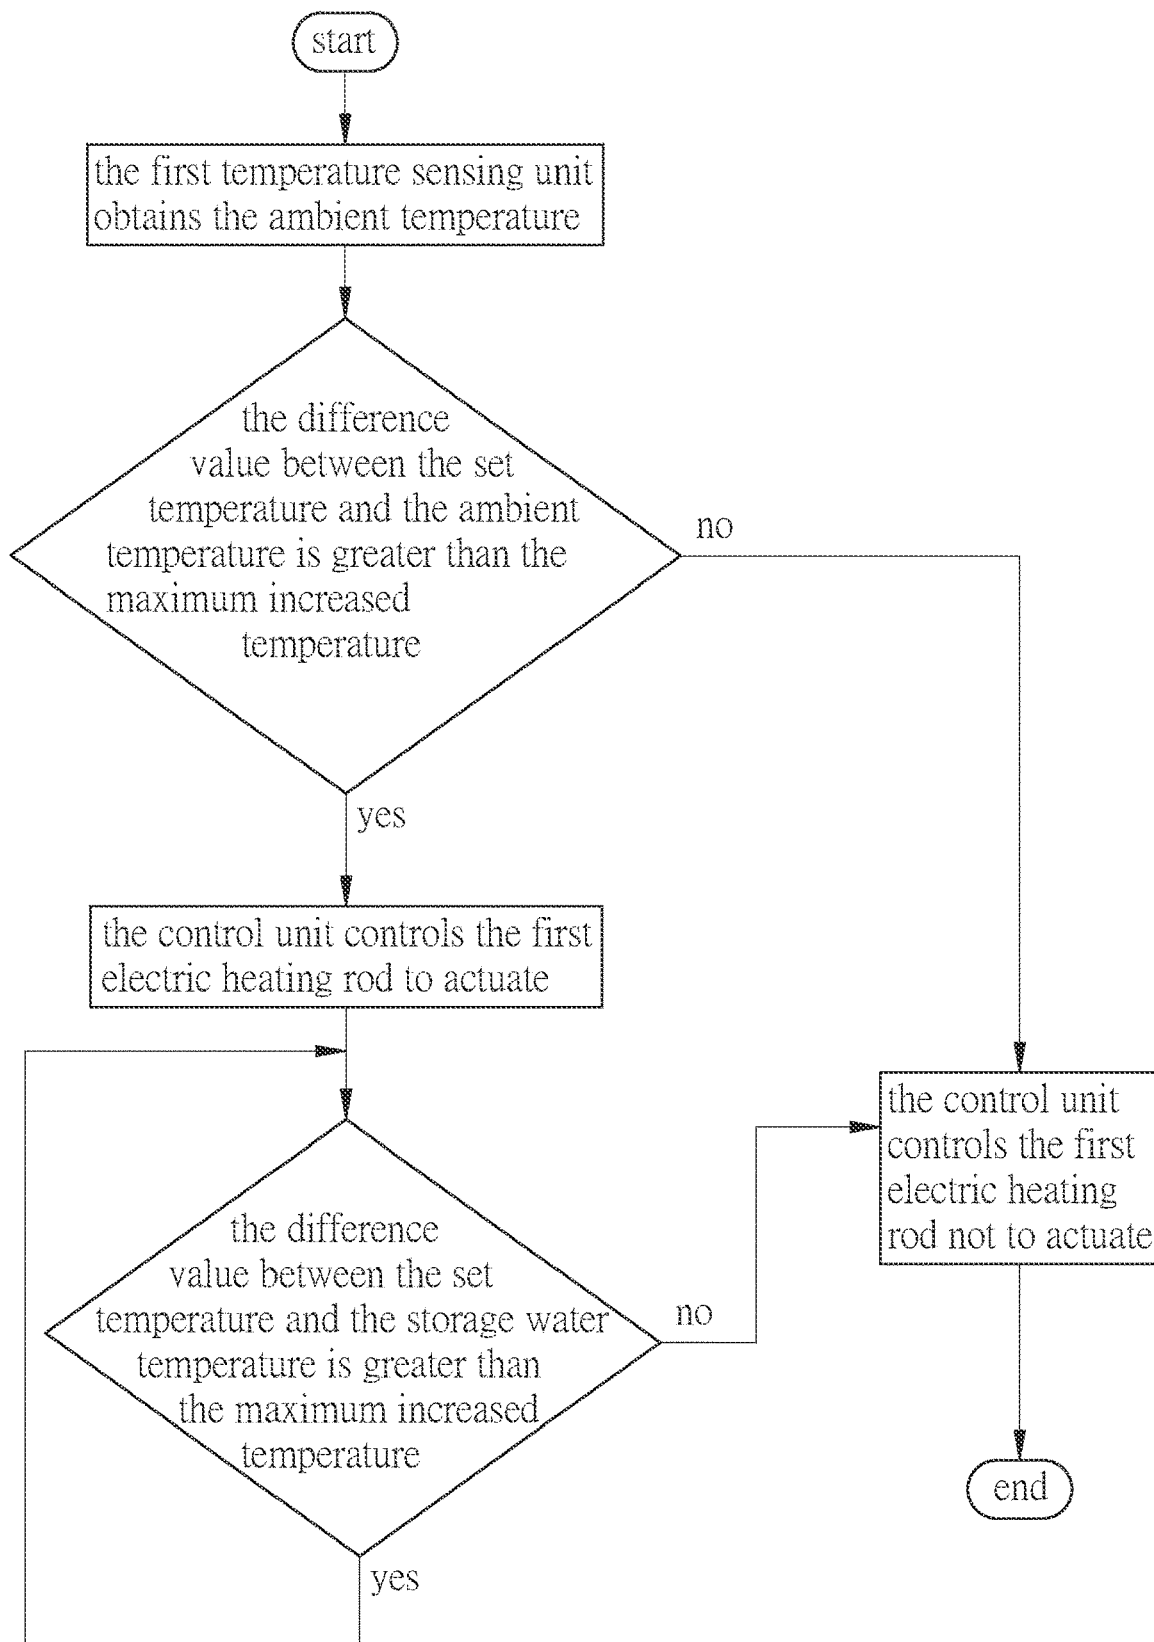 start
the first temperature sensing unit
obtains the ambient temperature
the difference
value between the set
temperature and the ambient
temperature is greater than the
maximum increased
temperature
no
yes
the control unit controls the first
electric heating rod to actuate
the difference
value between the set
temperature and the storage water
temperature is greater than
the maximum increased
temperature
no
yes
the control unit
controls the first
electric heating
rod not to actuate
end